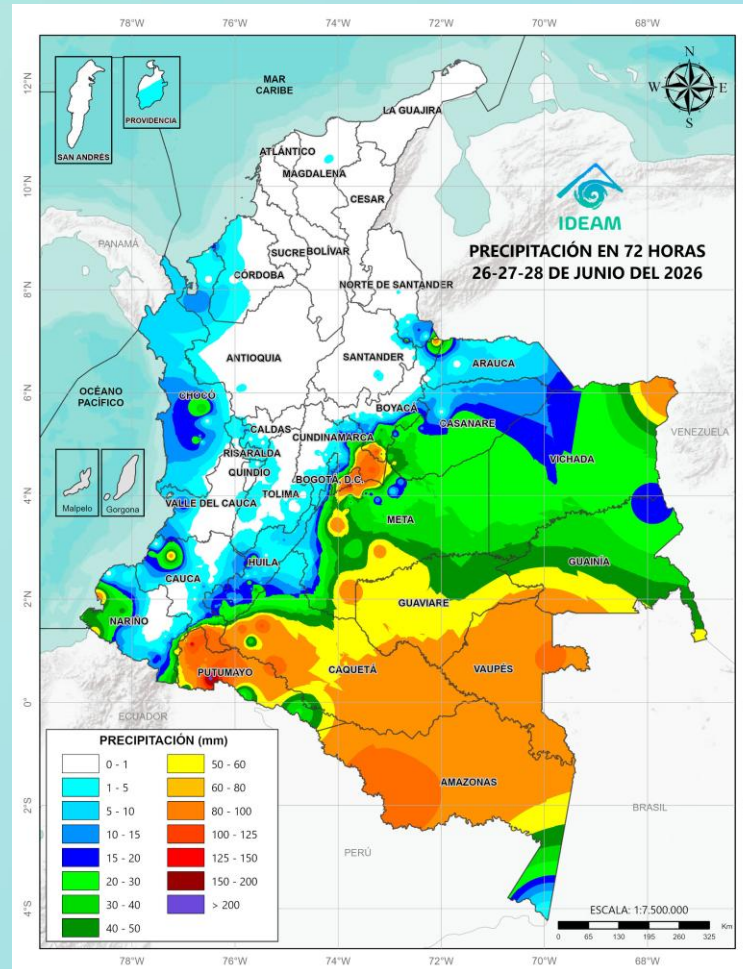 78°W 76°W 74°W 72°W 70°W 68°W
12°N
10°N
8°N
6°N
4°N
2°N
0°
2°S
4°S
N
W E
S
SAN ANDRÉS
PROVIDENCIA
MAR
CARIBE
LA GUAJIRA
ATLÁNTICO
MAGDALENA
CESAR
IDEAM
PRECIPITACIÓN EN 72 HORAS
26-27-28 DE JUNIO DEL 2026
PANAMÁ
SUCRE
BOLÍVAR
CÓRDOBA
NORTE DE SANTANDER
ANTIOQUIA
SANTANDER
ARAUCA
OCÉANO
PACÍFICO
CHOCÓ
BOYACÁ
CASANARE
CALDAS
CUNDINAMARCA
RISARALDA
QUINDÍO
BOGOTÁ, D.C.
VICHADA
VENEZUELA
TOLIMA
Malpelo
Gorgona
VALLE DEL CAUCA
META
CAUCA
HUILA
GUAINÍA
NARIÑO
GUAVIARE
PUTUMAYO
CAQUETÁ
VAUPÉS
ECUADOR
AMAZONAS
BRASIL
PERÚ
PRECIPITACIÓN (mm)
0 - 1
1 - 5
5 - 10
10 - 15
15 - 20
20 - 30
30 - 40
40 - 50
50 - 60
60 - 80
80 - 100
100 - 125
125 - 150
150 - 200
> 200
ESCALA: 1:7.500.000
0 65 130 195 260 325 Km
78°W 76°W 74°W 72°W 70°W 68°W